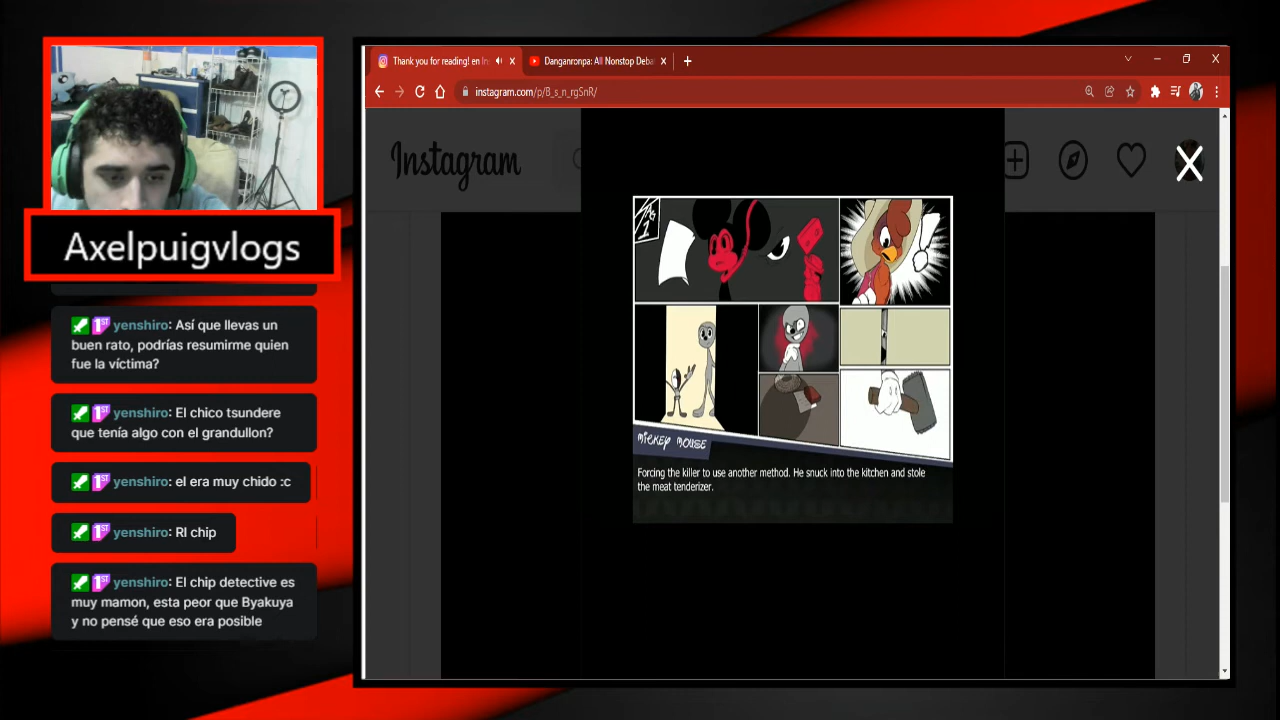 Thank you for reading! en Ins
Danganronpa: All Nonstop Deba
instagram.com/p/B_s_n_rgSnR/
Instagram
Axelpuigvlogs
yenshiro: Así que llevas un
buen rato, podrías resumirme quien
fue la víctima?
yenshiro: El chico tsundere
que tenía algo con el grandullon?
yenshiro: el era muy chido :c
yenshiro: Rl chip
yenshiro: El chip detective es
muy mamon, esta peor que Byakuya
y no pensé que eso era posible
MICKEY MOUSE
Forcing the killer to use another method. He snuck into the kitchen and stole
the meat tenderizer.